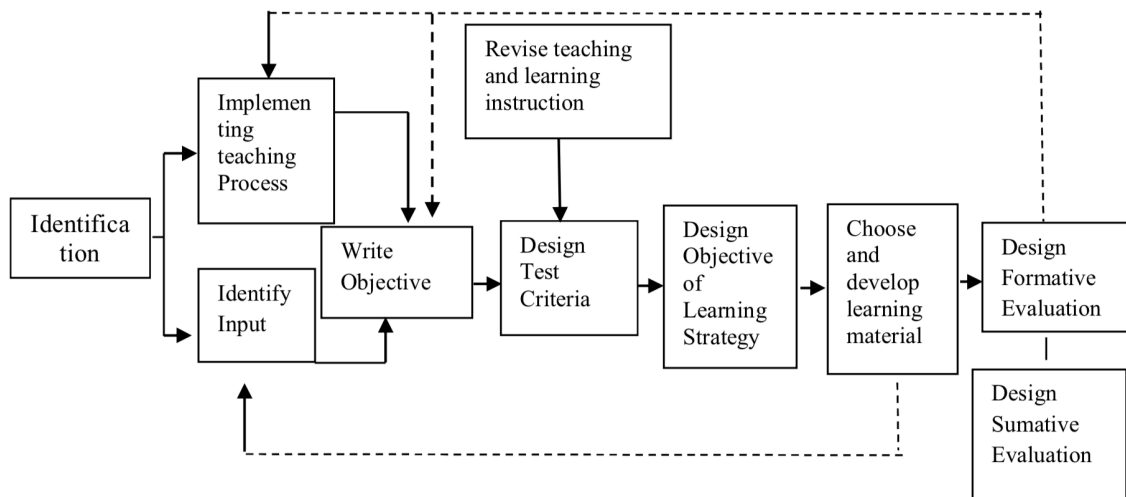 Identifica
tion
Implemen
ting
teaching
Process
Identify
Input
Write
Objective
Revise teaching
and learning
instruction
Design
Test
Criteria
Design
Objective
of
Learning
Strategy
Choose
and
develop
learning
material
Design
Formative
Evaluation
Design
Sumative
Evaluation